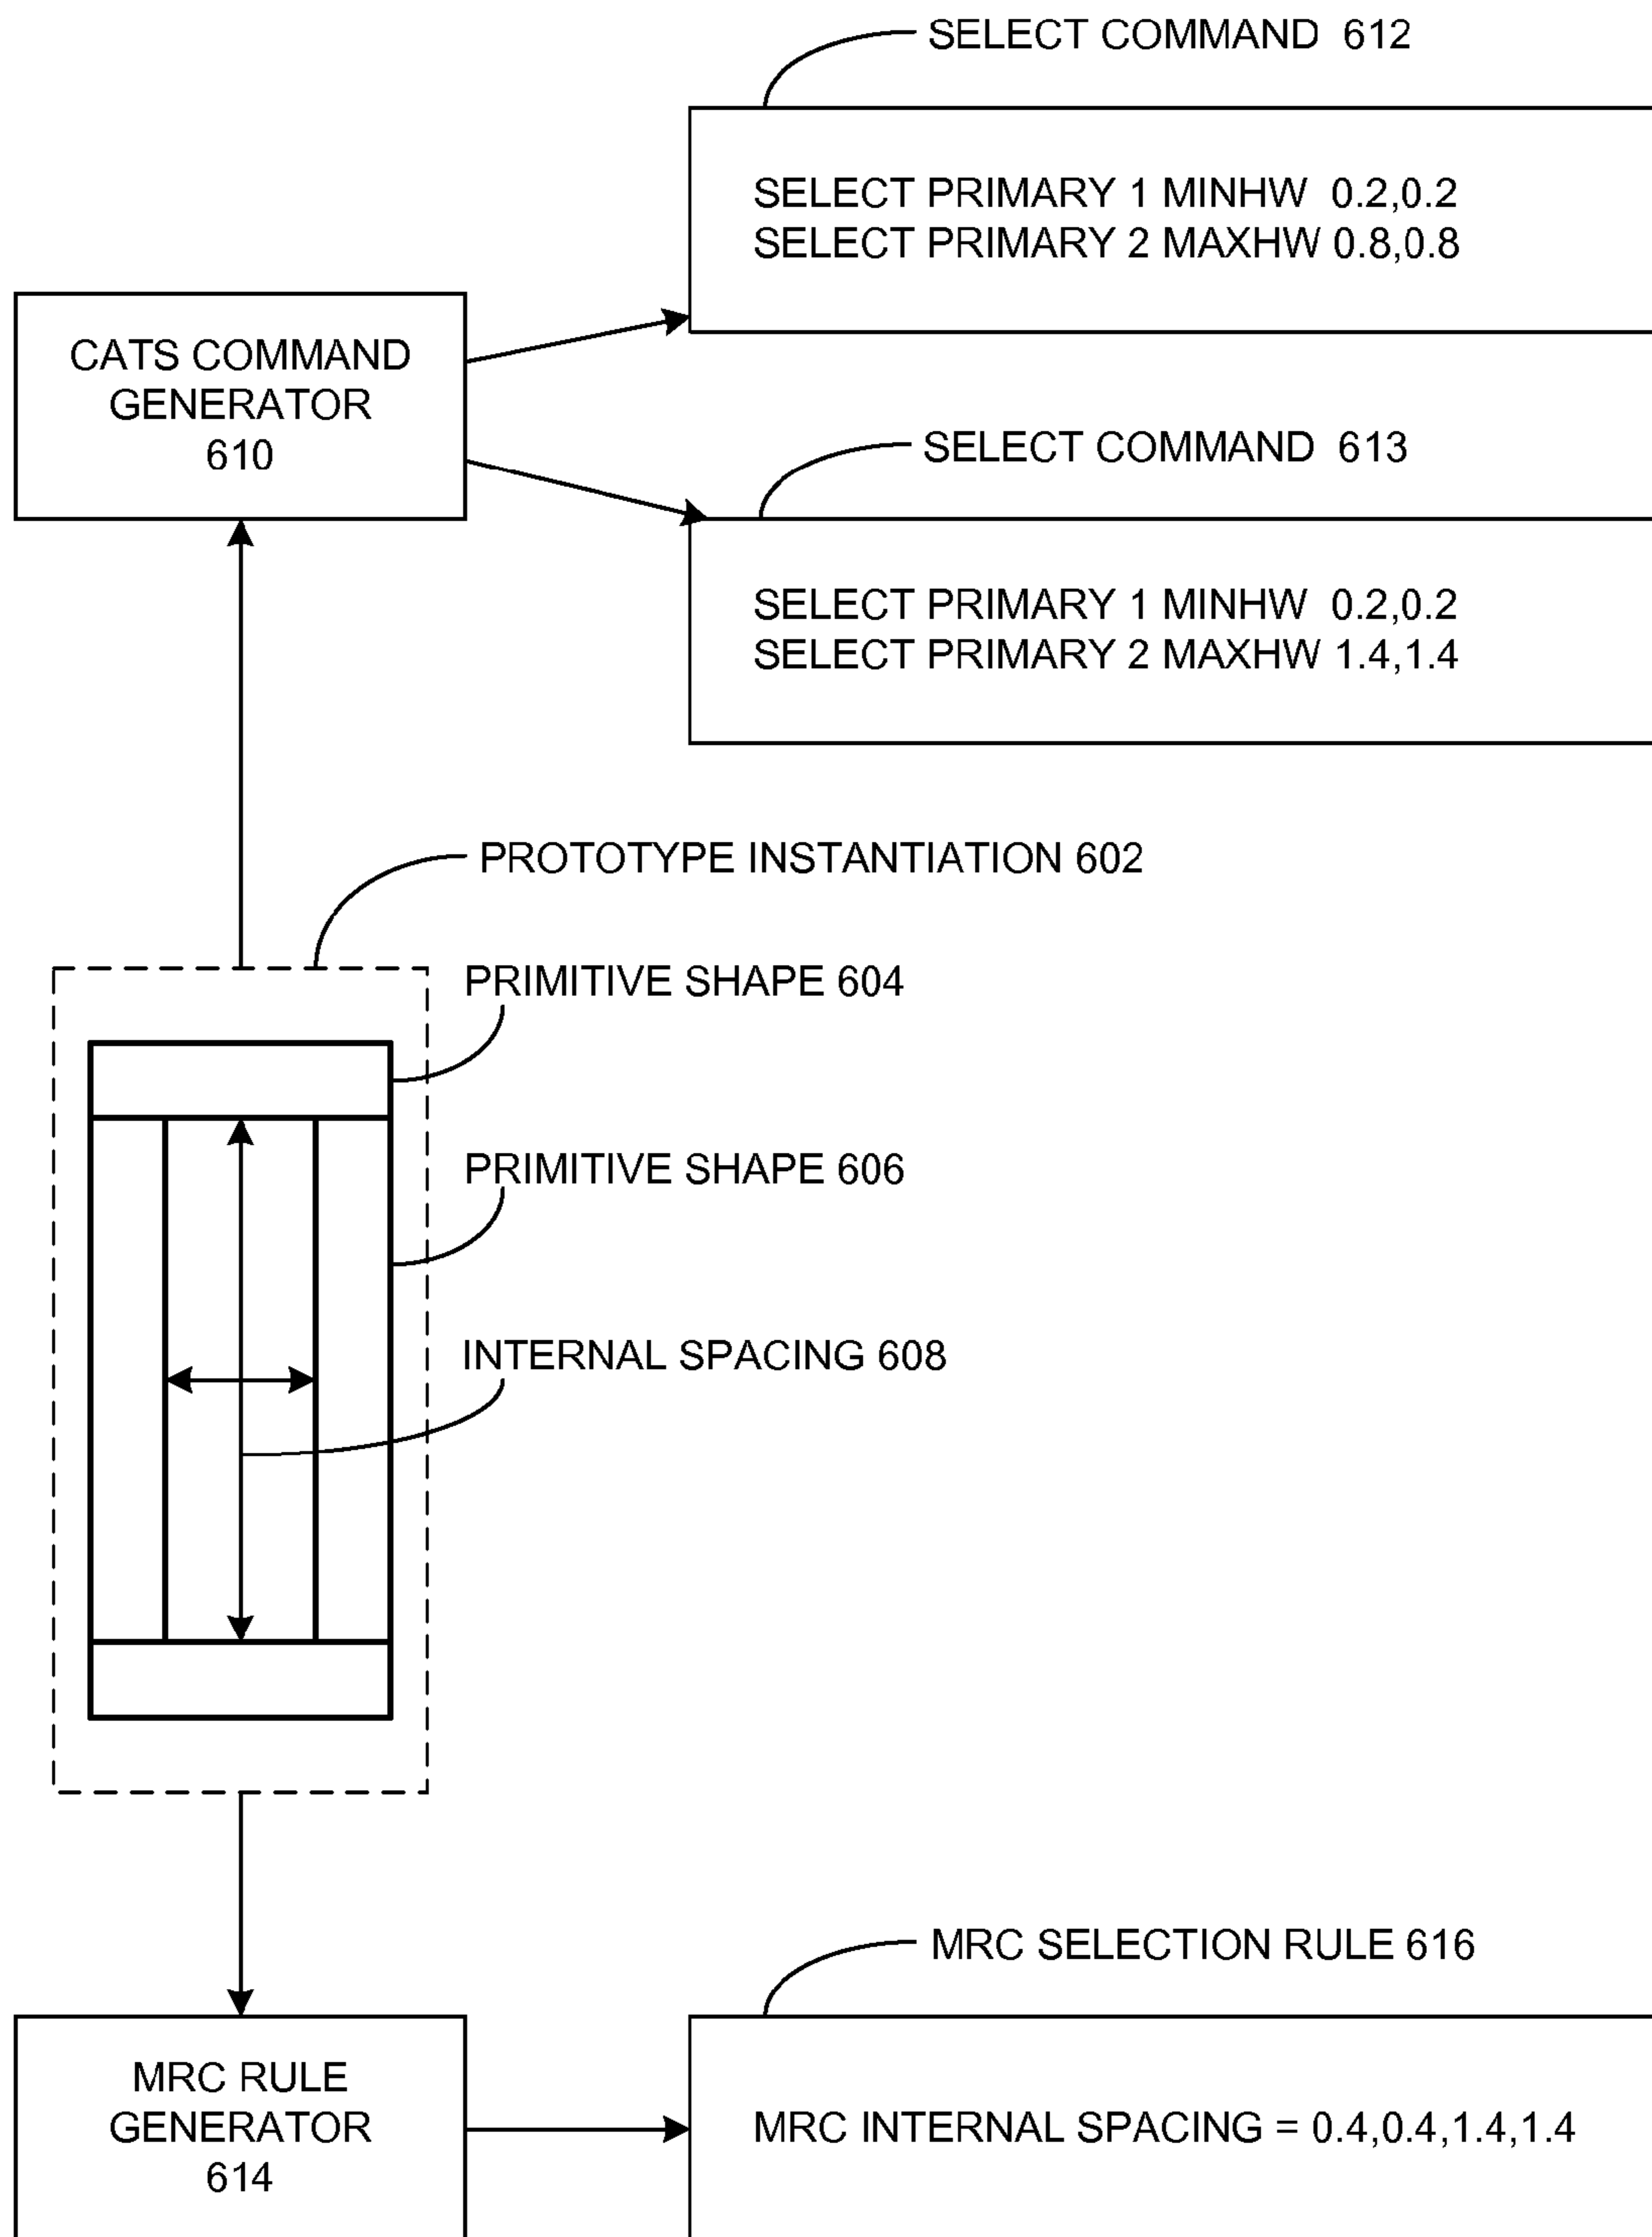 SELECT COMMAND 612
SELECT PRIMARY 1 MINHW 0.2,0.2
SELECT PRIMARY 2 MAXHW 0.8,0.8
CATS COMMAND
GENERATOR
610
SELECT COMMAND 613
SELECT PRIMARY 1 MINHW 0.2,0.2
SELECT PRIMARY 2 MAXHW 1.4,1.4
PROTOTYPE INSTANTIATION 602
PRIMITIVE SHAPE 604
PRIMITIVE SHAPE 606
INTERNAL SPACING 608
MRC SELECTION RULE 616
MRC RULE
GENERATOR
614
MRC INTERNAL SPACING = 0.4,0.4,1.4,1.4